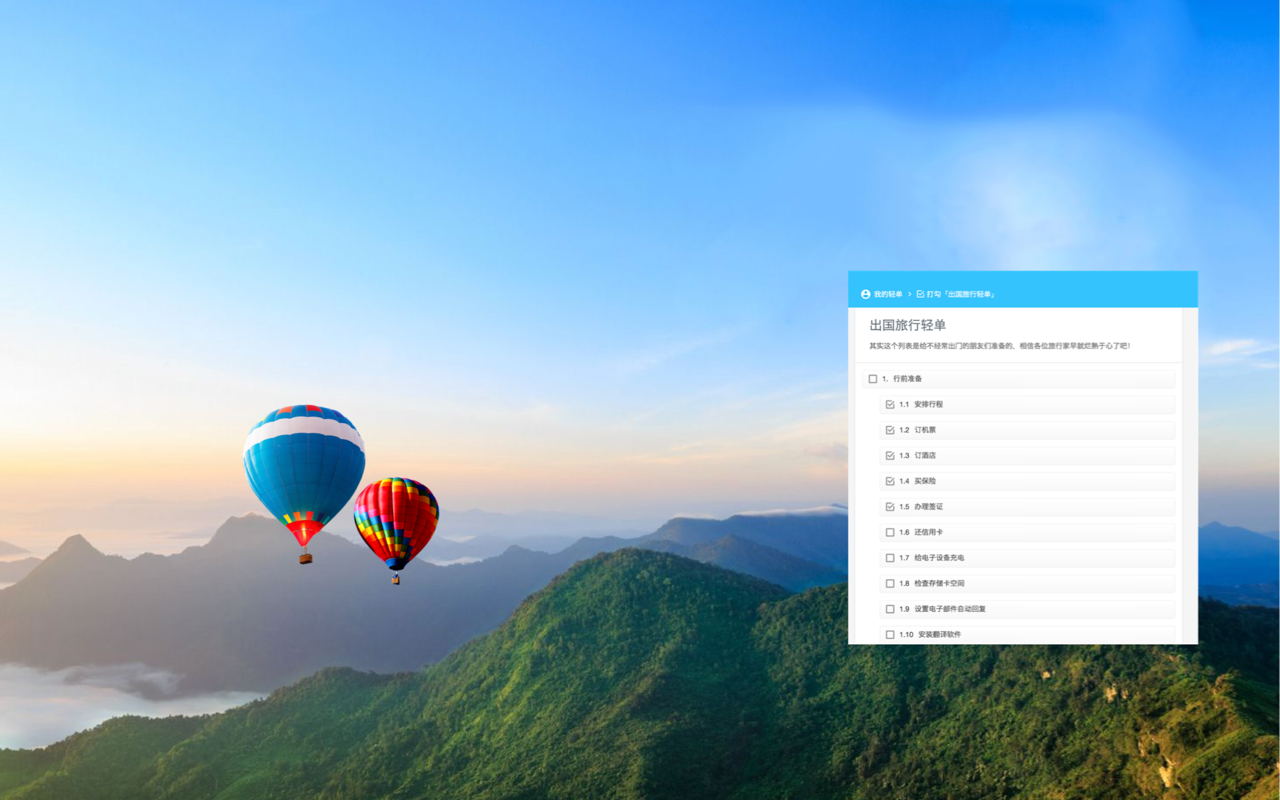 我的轻单 > 打勾「出国旅行轻单」
出国旅行轻单
其实这个列表是给不经常出门的朋友们准备的，相信各位旅行家早就烂熟于心了吧！
1. 行前准备
1.1 安排行程
1.2 订机票
1.3 订酒店
1.4 买保险
1.5 办理签证
1.6 还信用卡
1.7 给电子设备充电
1.8 检查存储卡空间
1.9 设置电子邮件自动回复
1.10 安装翻译软件